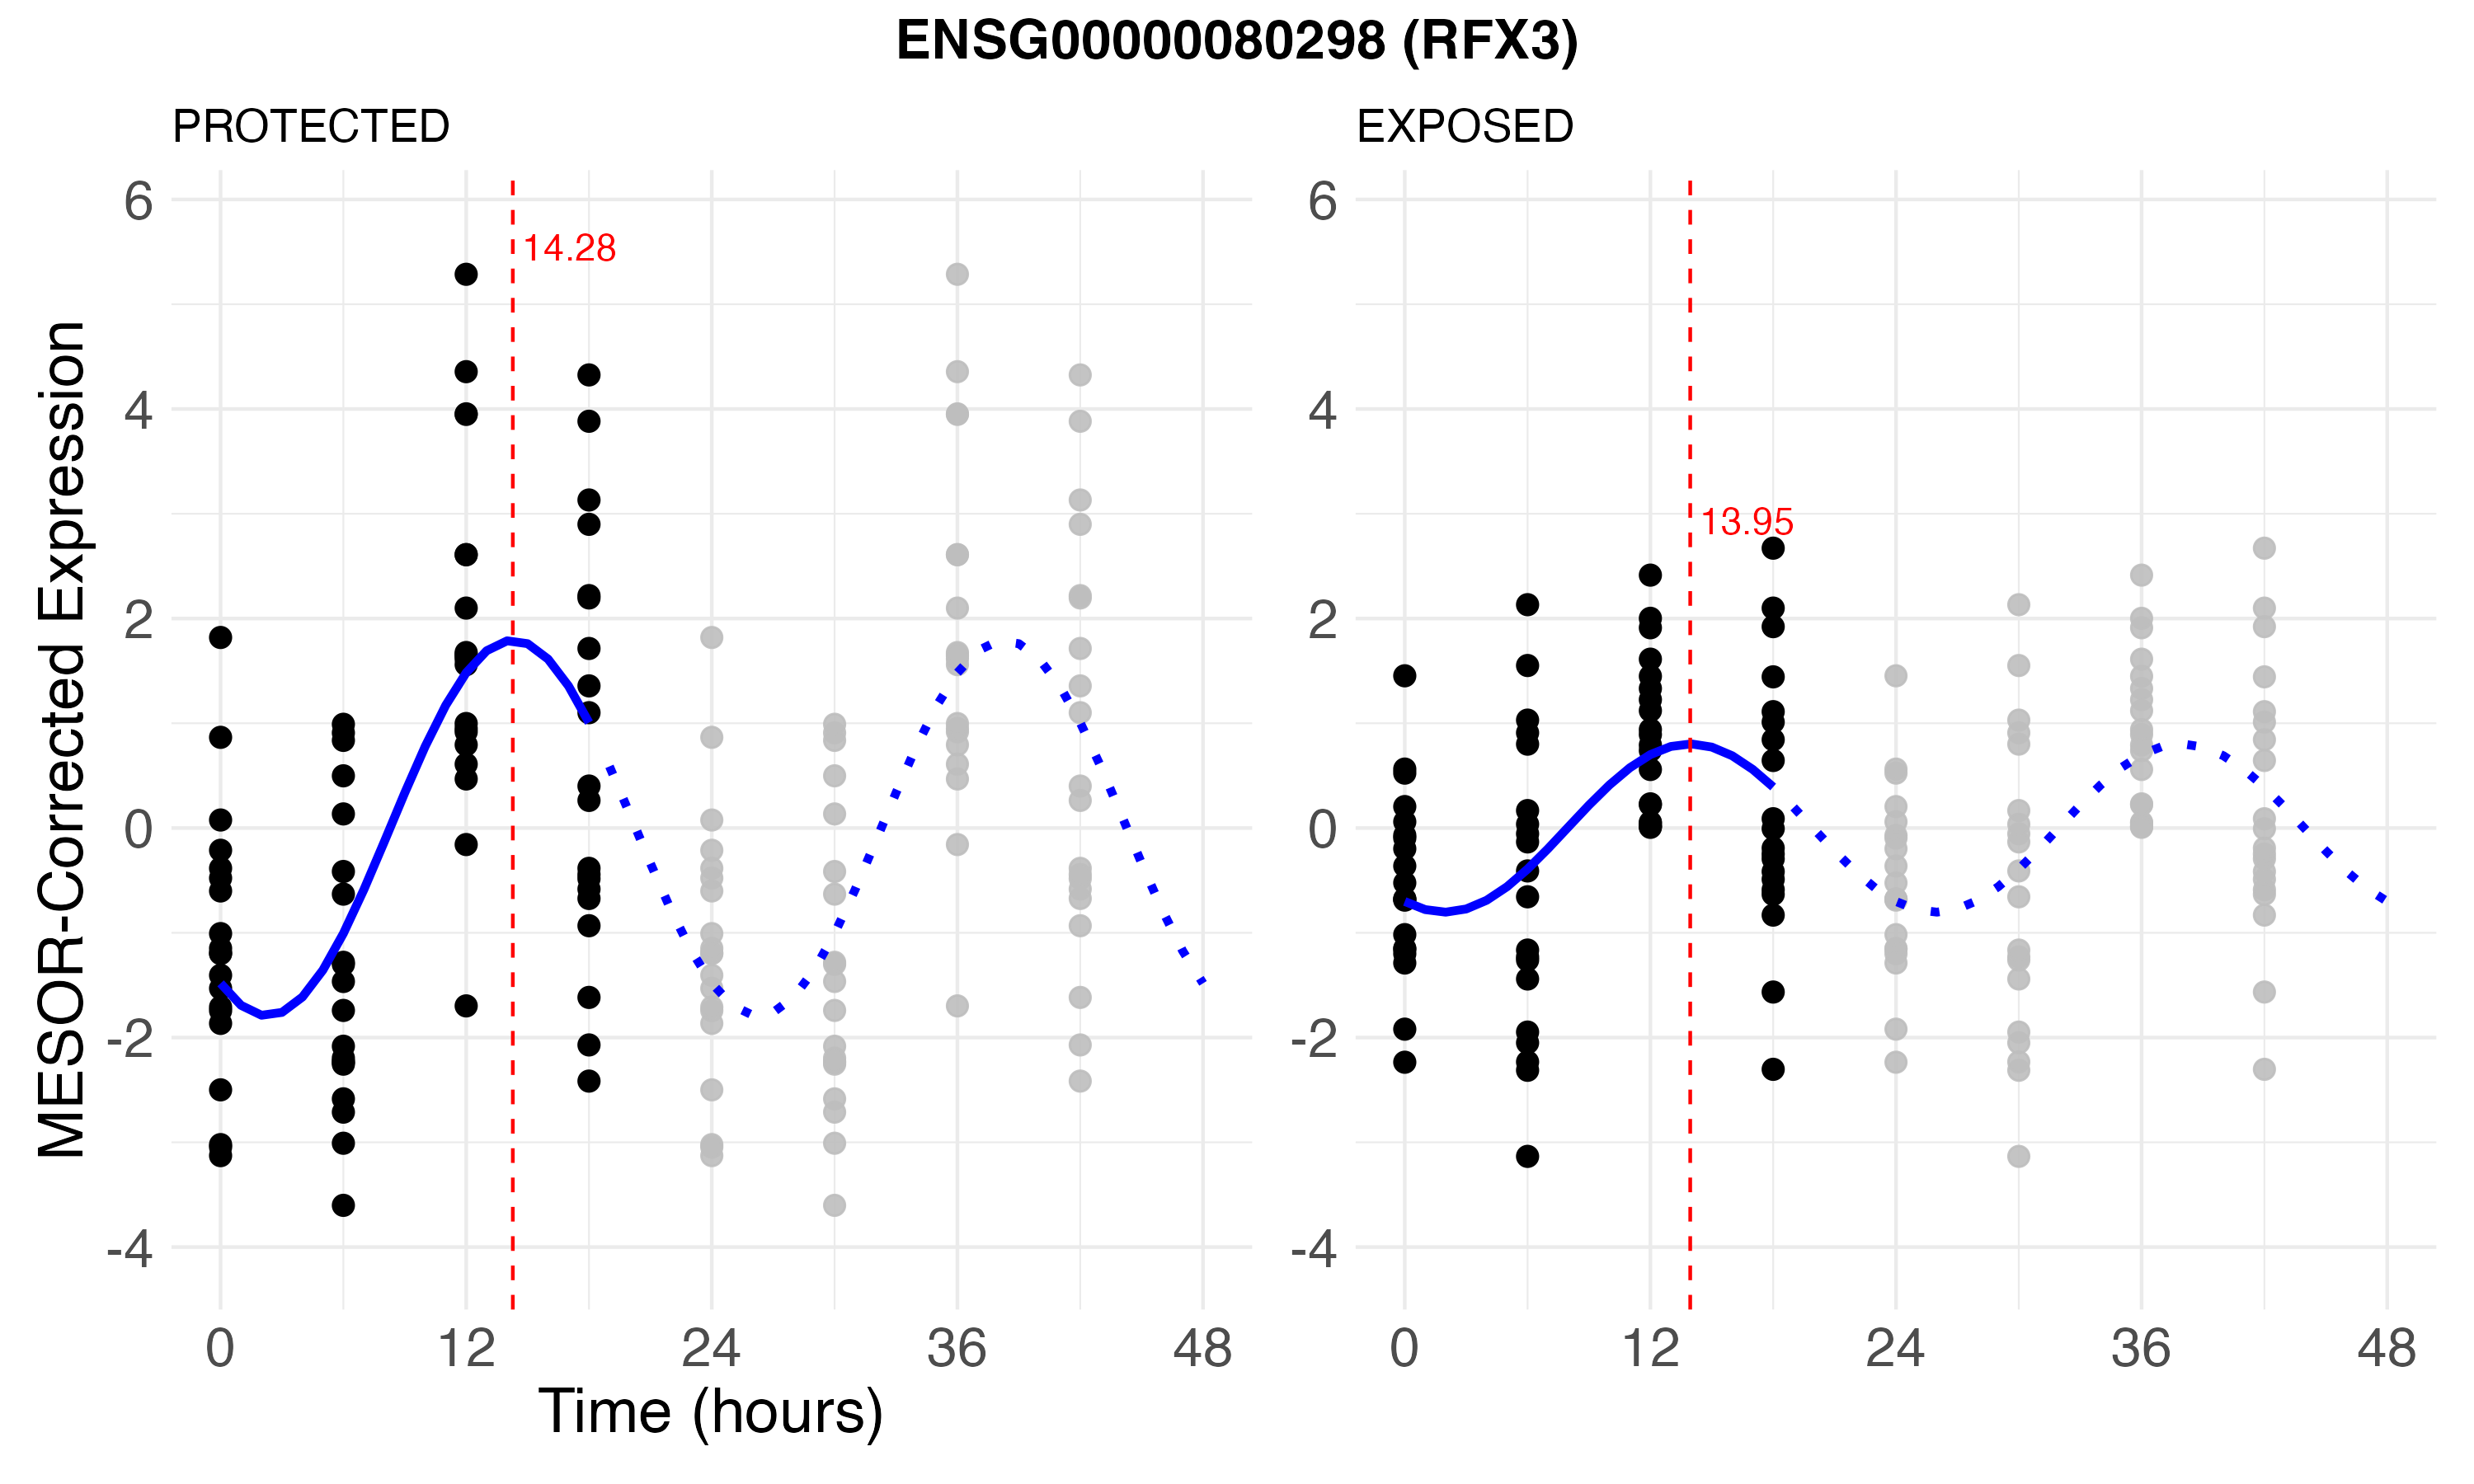 ENSG00000080298 (RFX3)
PROTECTED
EXPOSED
MESOR-Corrected Expression
6
4
2
0
-2
-4
14.28
0 12 24 36 48
6
4
2
0
-2
-4
13.95
0 12 24 36 48
Time (hours)